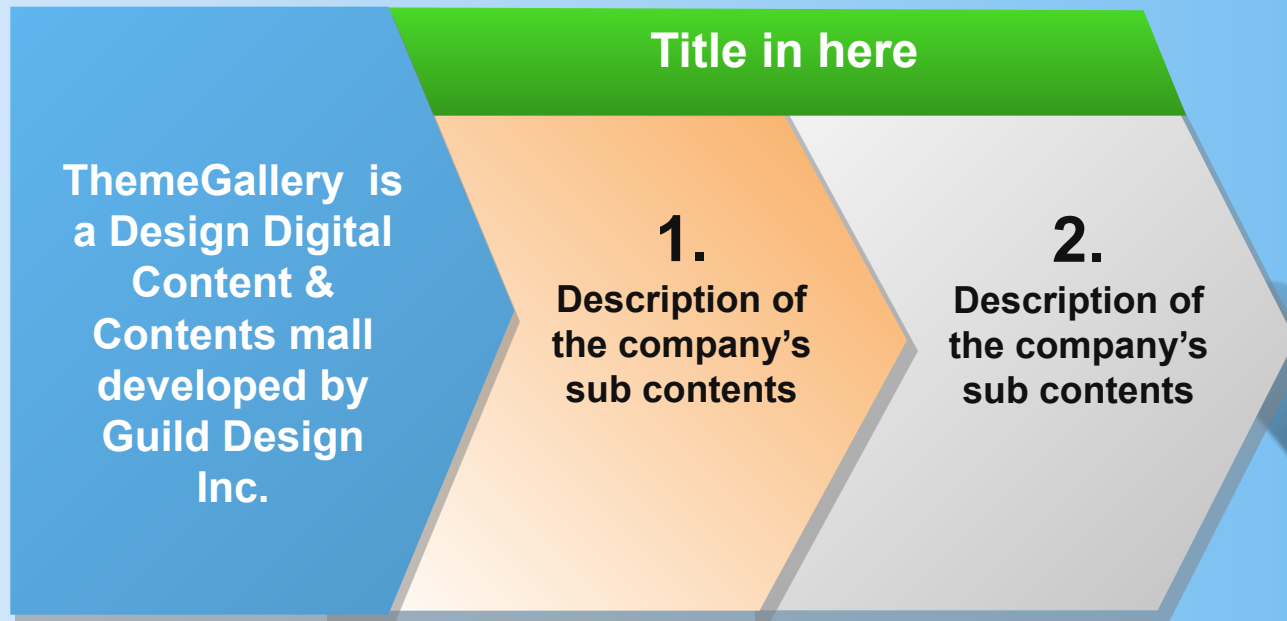 Title in here
ThemeGallery is
a Design Digital
Content &
Contents mall
developed by
Guild Design
Inc.
1.
Description of
the company’s
sub contents
2.
Description of
the company’s
sub contents